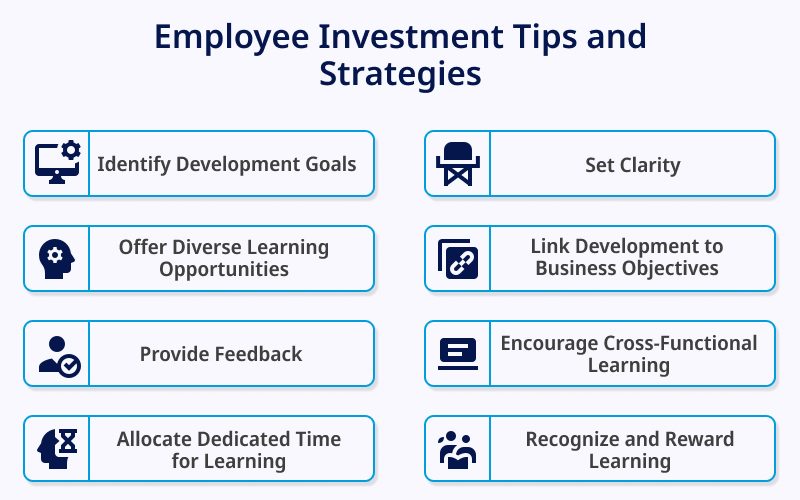 Employee Investment Tips and
Strategies
Identify Development Goals
Set Clarity
Offer Diverse Learning
Opportunities
Link Development to
Business Objectives
Provide Feedback
Encourage Cross-Functional
Learning
Allocate Dedicated Time
for Learning
Recognize and Reward
Learning